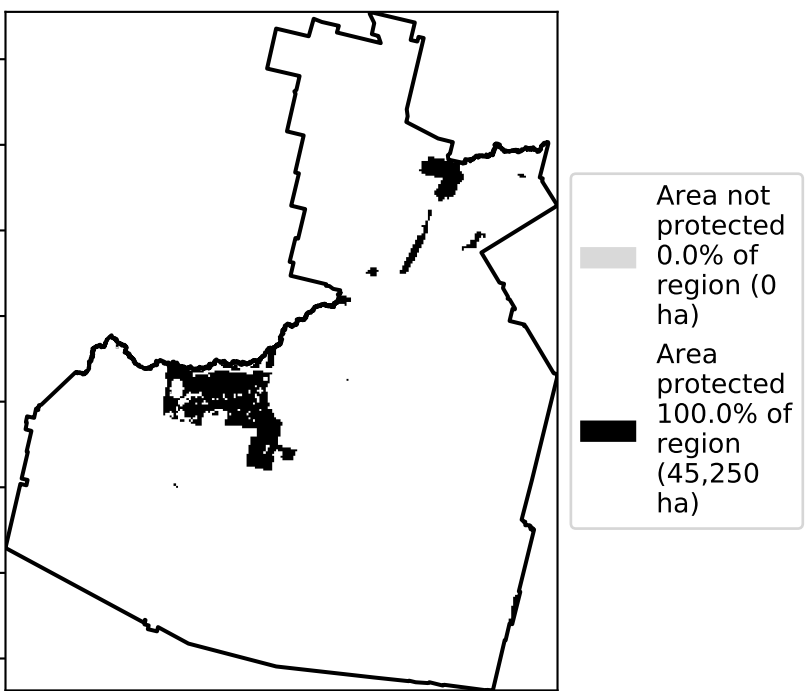 Area not
protected
0.0% of
region (0
ha)
Area
protected
100.0% of
region
(45,250
ha)